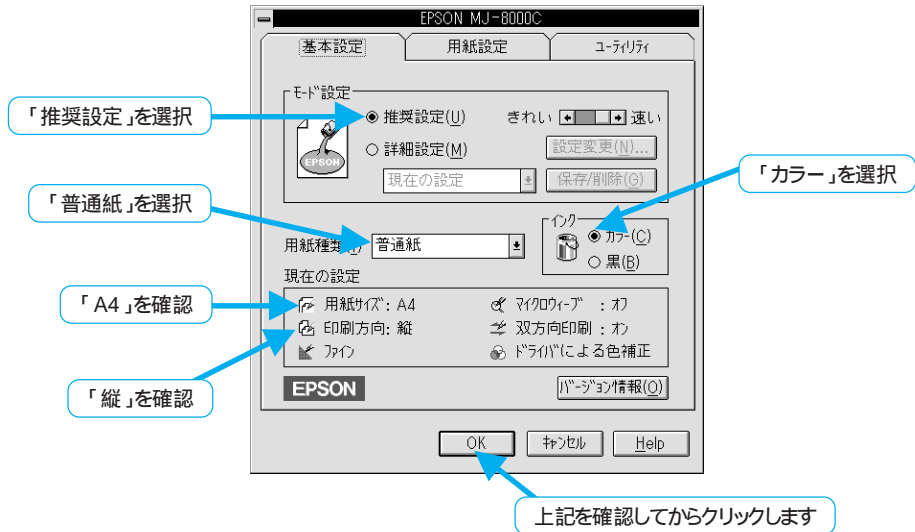 EPSON MJ-8000C
基本設定
用紙設定
ユーティリティ
モード設定
「推奨設定」を選択
推奨設定(U)
きれい
速い
EPSON
詳細設定(M)
設定変更(N)...
現在の設定
保存/削除(G)
「カラー」を選択
「普通紙」を選択
インク
カラー(C)
黒(B)
用紙種類
普通紙
現在の設定
「A4」を確認
用紙サイズ：A4
マイクロウィーブ ：オフ
印刷方向：縦
双方向印刷 ：オン
ファイン
ドライバによる色補正
「縦」を確認
EPSON
バージョン情報(O)
OK
キャンセル
Help
上記を確認してからクリックします